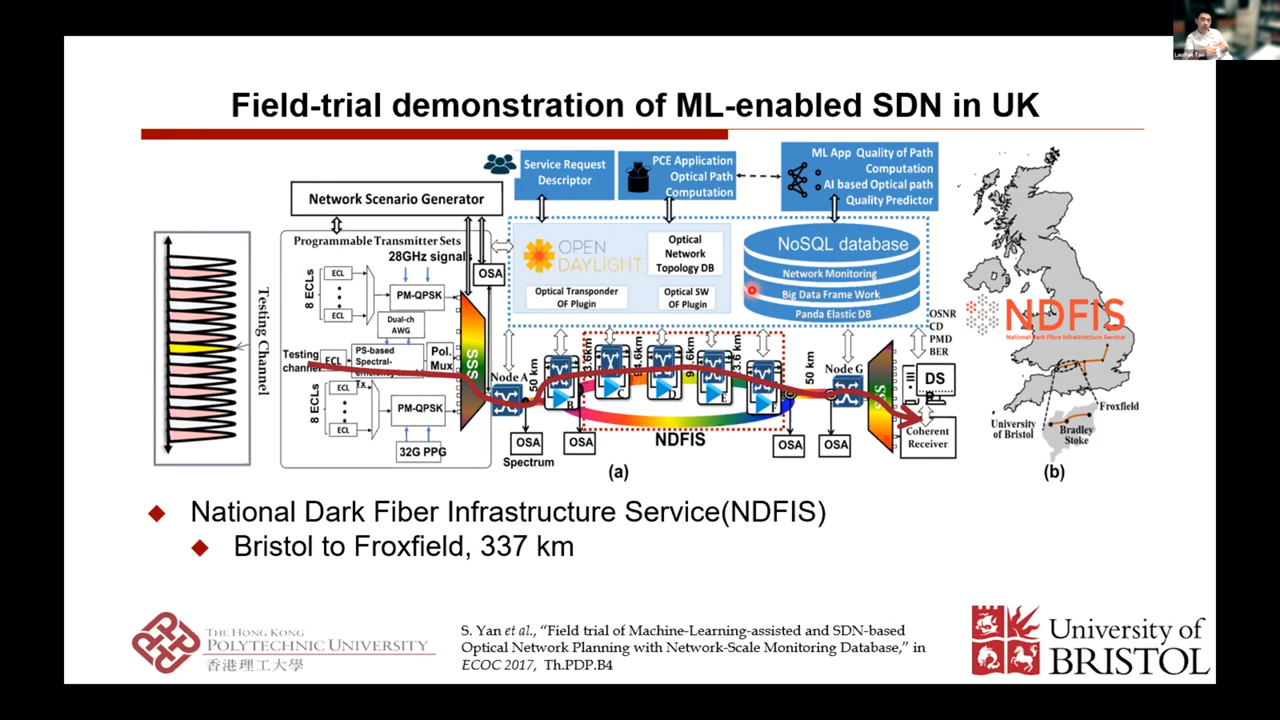 Field-trial demonstration of ML-enabled SDN in UK
Service Request
Descriptor
PCE Application
Optical Path
Computation
ML App Quality of Path
Computation
AI based Optical path
Quality Predictor
Network Scenario Generator
Programmable Transmitter Sets
28GHz signals
8 ECLs
ECL
ECL
PM-QPSK
Dual-ch
AWG
Testing
channel
ECL
PS-based
Spectral-
Tx
Pol.
Mux
8 ECLs
ECL
ECL
PM-QPSK
32G PPG
Testing Channel
OSA
SSS
OPEN
DAYLIGHT
Optical
Network
Topology DB
Optical Transponder
OF Plugin
Optical SW
OF Plugin
NoSQL database
Network Monitoring
Big Data Frame Work
Panda Elastic DB
Node A
50 km
B
C
D
E
F
50 km
Node G
NDFIS
OSA
Spectrum
OSA
OSA
OSA
OSNR
CD
PMD
BER
DS
Coherent
Receiver
(a)
NDFIS
National Dark Fibre Infrastructure Service
University
of Bristol
Froxfield
Bradley
Stoke
(b)
National Dark Fiber Infrastructure Service(NDFIS)
Bristol to Froxfield, 337 km
THE HONG KONG
POLYTECHNIC UNIVERSITY
香港理工大學
S. Yan et al., “Field trial of Machine-Learning-assisted and SDN-based
Optical Network Planning with Network-Scale Monitoring Database,” in
ECOC 2017, Th.PDP.B4
University of
BRISTOL